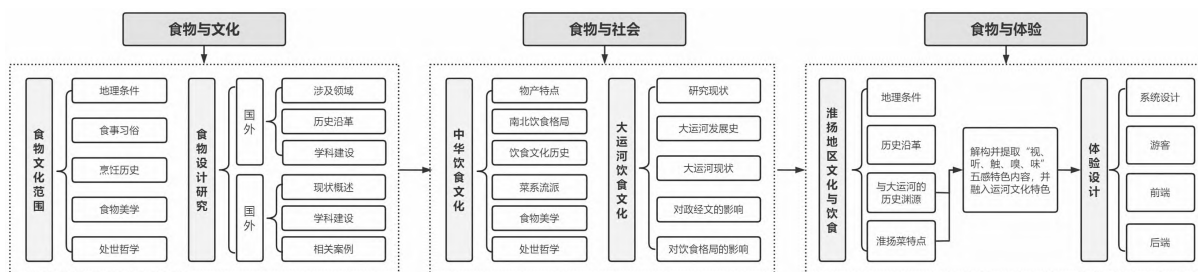 食物与文化
食物文化范围
地理条件
食事习俗
烹饪历史
食物美学
处世哲学
食物设计研究
国外
涉及领域
历史沿革
学科建设
国外
现状概述
学科建设
相关案例
食物与社会
中华饮食文化
物产特点
南北饮食格局
饮食文化历史
菜系流派
食物美学
处世哲学
大运河饮食文化
研究现状
大运河发展史
大运河现状
对政经文的影响
对饮食格局的影响
食物与体验
淮扬地区文化与饮食
地理条件
历史沿革
与大运河的
历史渊源
淮扬菜特点
解构并提取“视、
听、触、嗅、味”
五感特色内容，并
融入运河文化特色
体验设计
系统设计
游客
前端
后端